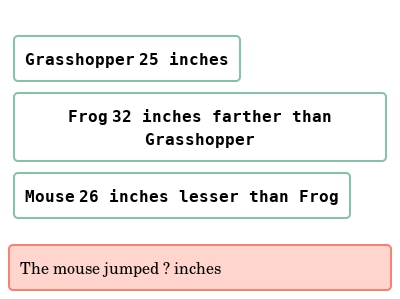 Grasshopper 25 inches
Frog 32 inches farther than
Grasshopper
Mouse 26 inches lesser than Frog
The mouse jumped ? inches